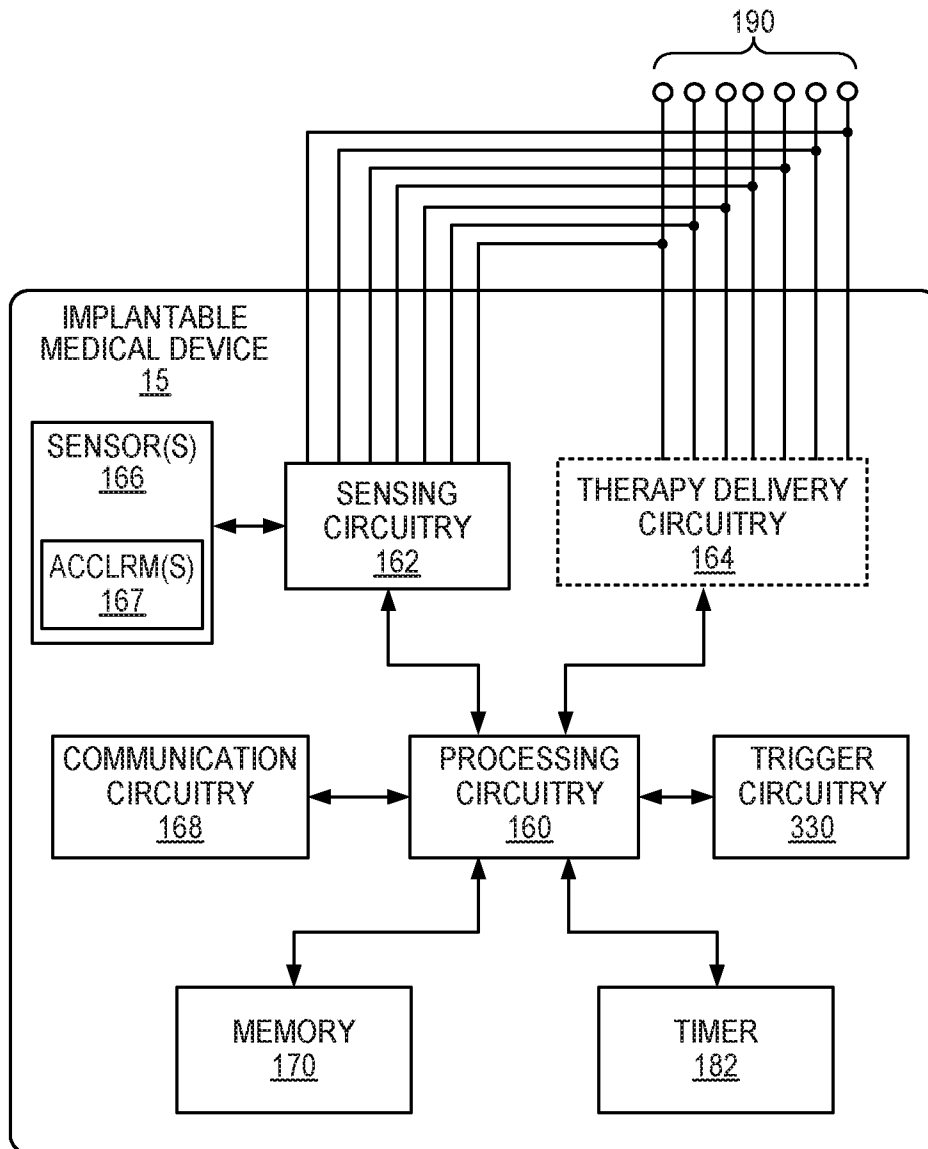 190
IMPLANTABLE
MEDICAL DEVICE
15
SENSOR(S)
166
ACCLRM(S)
167
SENSING
CIRCUITRY
162
THERAPY DELIVERY
CIRCUITRY
164
COMMUNICATION
CIRCUITRY
168
PROCESSING
CIRCUITRY
160
TRIGGER
CIRCUITRY
330
MEMORY
170
TIMER
182